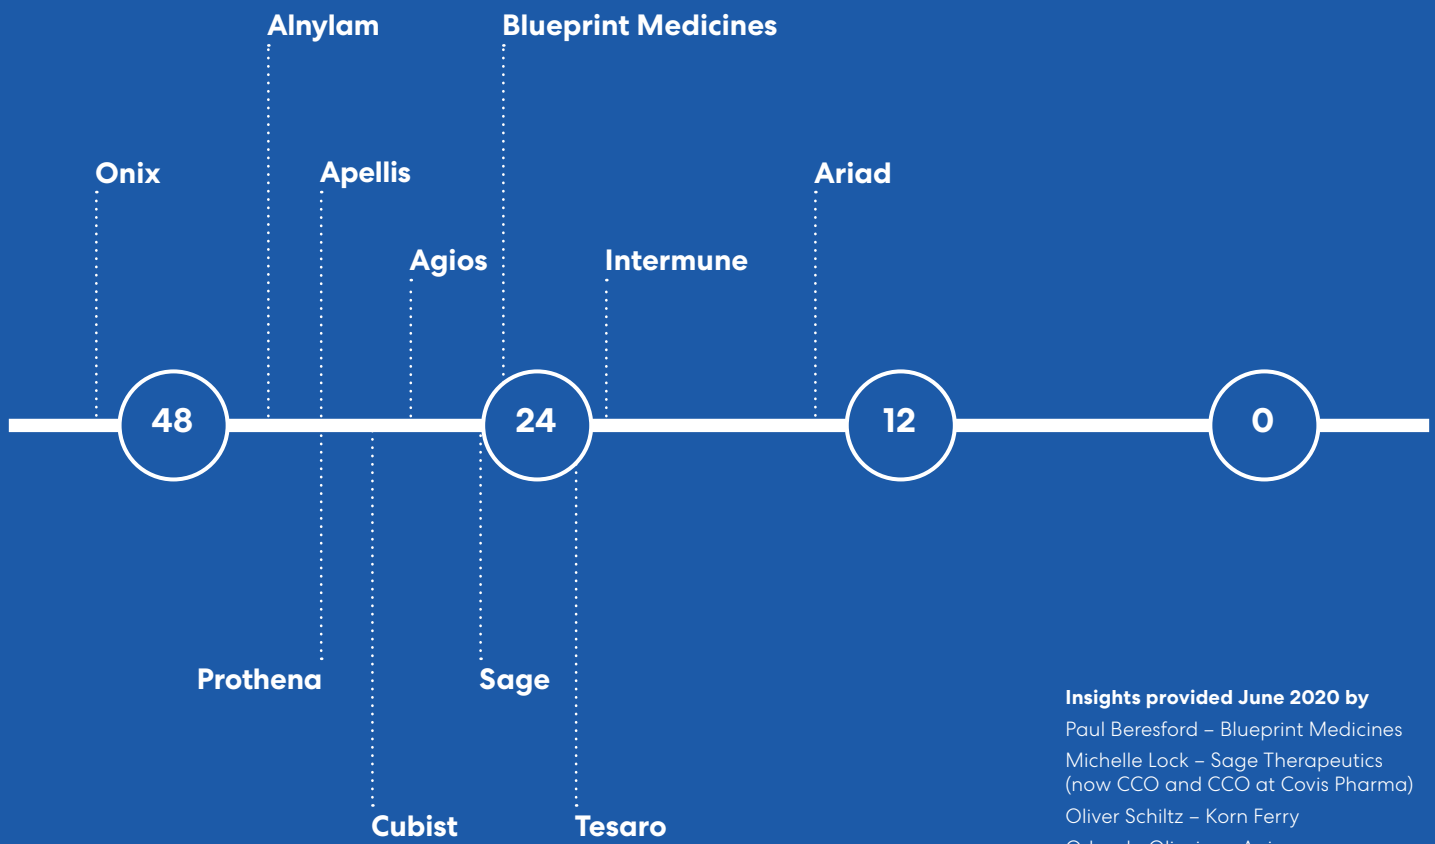 Alnylam
Blueprint Medicines
Onix
Apellis
Ariad
Agios
Intermune
48
24
12
0
Prothena
Sage
Insights provided June 2020 by
Paul Beresford – Blueprint Medicines
Michelle Lock – Sage Therapeutics
(now CCO and CCO at Covis Pharma)
Oliver Schiltz – Korn Ferry
Cubist
Tesaro